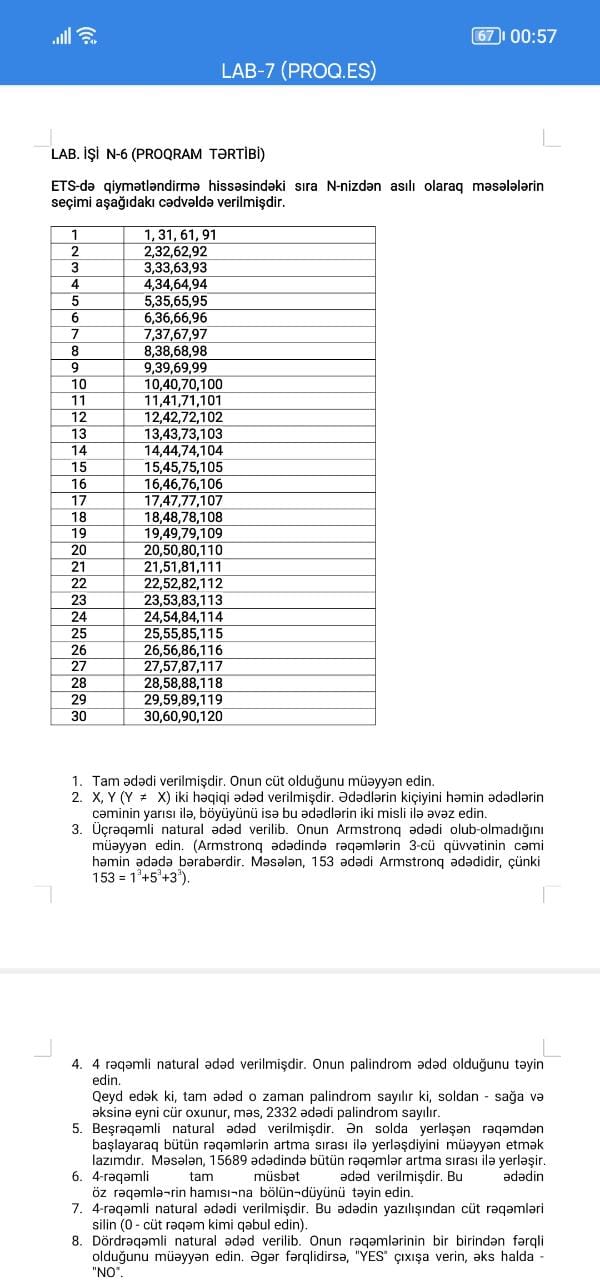 67 00:57
LAB-7 (PROQ.ES)
LAB. İŞİ N-6 (PROQRAM TƏRTİBİ)
ETS-də qiymətləndirmə hissəsindəki sıra N-nizdən asılı olaraq məsələlərin
seçimi aşağıdakı cədvəldə verilmişdir.
1 1, 31, 61, 91
2 2,32,62,92
3 3,33,63,93
4 4,34,64,94
5 5,35,65,95
6 6,36,66,96
7 7,37,67,97
8 8,38,68,98
9 9,39,69,99
10 10,40,70,100
11 11,41,71,101
12 12,42,72,102
13 13,43,73,103
14 14,44,74,104
15 15,45,75,105
16 16,46,76,106
17 17,47,77,107
18 18,48,78,108
19 19,49,79,109
20 20,50,80,110
21 21,51,81,111
22 22,52,82,112
23 23,53,83,113
24 24,54,84,114
25 25,55,85,115
26 26,56,86,116
27 27,57,87,117
28 28,58,88,118
29 29,59,89,119
30 30,60,90,120
1. Tam ədədi verilmişdir. Onun cüt olduğunu müəyyən edin.
2. X, Y (Y ≠ X) iki həqiqi ədəd verilmişdir. Ədədlərin kiçiyini həmin ədədlərin
cəminin yarısı ilə, böyüyünü isə bu ədədlərin iki misli ilə əvəz edin.
3. Üçrəqəmli natural ədəd verilib. Onun Armstronq ədədi olub-olmadığını
müəyyən edin. (Armstronq ədədində rəqəmlərin 3-cü qüvvətinin cəmi
həmin ədədə bərabərdir. Məsələn, 153 ədədi Armstronq ədədidir, çünki
153 = 1³+5³+3³).
4. 4 rəqəmli natural ədəd verilmişdir. Onun palindrom ədəd olduğunu təyin
edin.
Qeyd edək ki, tam ədəd o zaman palindrom sayılır ki, soldan - sağa və
əksinə eyni cür oxunur, məs, 2332 ədədi palindrom sayılır.
5. Beşrəqəmli natural ədəd verilmişdir. Ən solda yerləşən rəqəmdən
başlayaraq bütün rəqəmlərin artma sırası ilə yerləşdiyini müəyyən etmək
lazımdır. Məsələn, 15689 ədədində bütün rəqəmlər artma sırası ilə yerləşir.
6. 4-rəqəmli tam müsbət ədəd verilmişdir. Bu ədədin
öz rəqəmlə¬rin hamısı¬na bölün¬düyünü təyin edin.
7. 4-rəqəmli natural ədədi verilmişdir. Bu ədədin yazılışından cüt rəqəmləri
silin (0 - cüt rəqəm kimi qəbul edin).
8. Dördrəqəmli natural ədəd verilib. Onun rəqəmlərinin bir birindən fərqli
olduğunu müəyyən edin. Əgər fərqlidirsə, "YES" çıxışa verin, əks halda -
"NO".